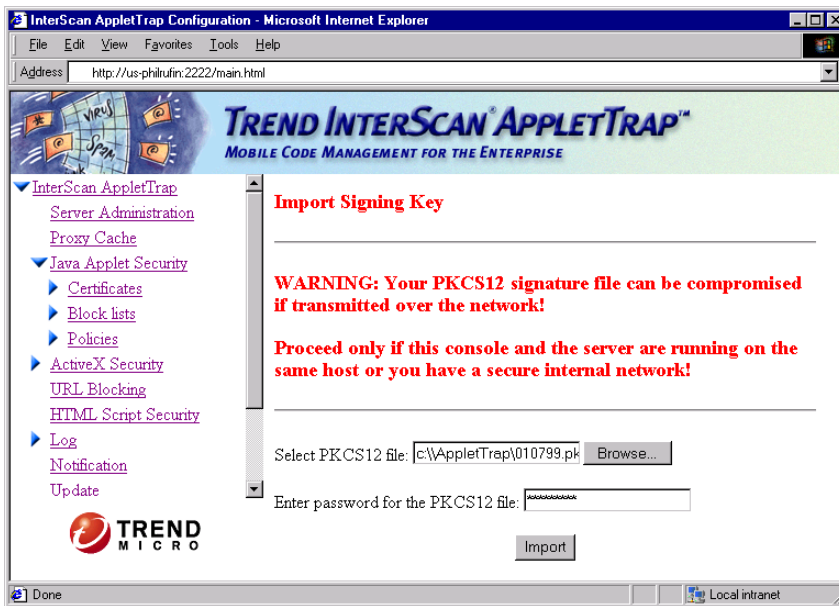 InterScan AppletTrap Configuration - Microsoft Internet Explorer
File Edit View Favorites Tools Help
Address http://us-philrufin:2222/main.html
VIRUS
Spam
TREND INTERSCAN® APPLETTRAP™
MOBILE CODE MANAGEMENT FOR THE ENTERPRISE
InterScan AppletTrap
Server Administration
Proxy Cache
Java Applet Security
Certificates
Block lists
Policies
ActiveX Security
URL Blocking
HTML Script Security
Log
Notification
Update
TREND
MICRO
Import Signing Key
WARNING: Your PKCS12 signature file can be compromised
if transmitted over the network!
Proceed only if this console and the server are running on the
same host or you have a secure internal network!
Select PKCS12 file: c:\\AppletTrap\010799.pk Browse...
Enter password for the PKCS12 file: *********
Import
Done
Local intranet